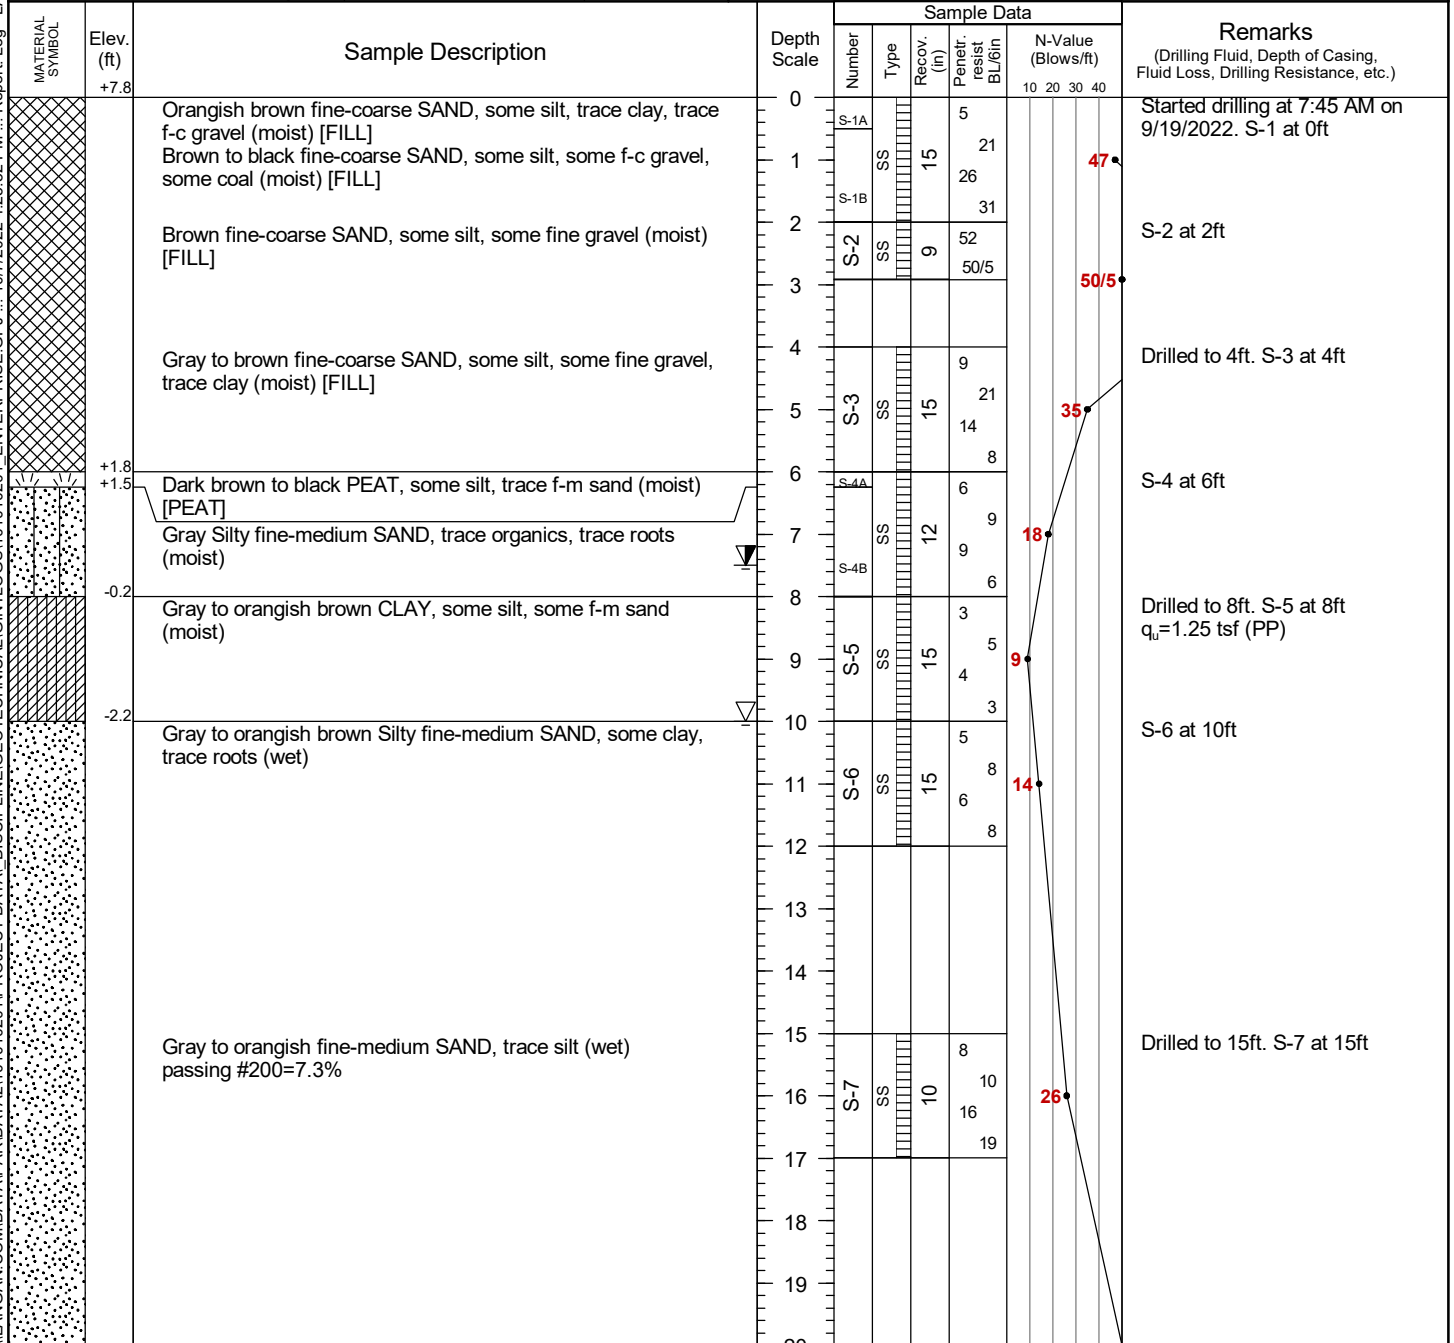 Sample Data
MATERIAL SYMBOL
Elev. (ft)
+7.8
Sample Description
Depth Scale
Number
Type
Recov. (in)
Penetr. resist BL/6in
N-Value (Blows/ft)
10 20 30 40
Remarks
(Drilling Fluid, Depth of Casing,
Fluid Loss, Drilling Resistance, etc.)
0
Orangish brown fine-coarse SAND, some silt, trace clay, trace
f-c gravel (moist) [FILL]
Brown to black fine-coarse SAND, some silt, some f-c gravel,
some coal (moist) [FILL]
1
S-1A
S-1B
SS
15
5
21
26
31
47
Started drilling at 7:45 AM on
9/19/2022. S-1 at 0ft
2
Brown fine-coarse SAND, some silt, some fine gravel (moist)
[FILL]
3
S-2
SS
9
52
50/5
50/5
S-2 at 2ft
4
Gray to brown fine-coarse SAND, some silt, some fine gravel,
trace clay (moist) [FILL]
5
S-3
SS
15
9
21
14
8
35
Drilled to 4ft. S-3 at 4ft
+1.8
+1.5
6
Dark brown to black PEAT, some silt, trace f-m sand (moist)
[PEAT]
Gray Silty fine-medium SAND, trace organics, trace roots
(moist)
7
S-4A
S-4B
SS
12
6
9
9
6
18
S-4 at 6ft
-0.2
8
Gray to orangish brown CLAY, some silt, some f-m sand
(moist)
9
S-5
SS
15
3
5
4
3
9
Drilled to 8ft. S-5 at 8ft
qu=1.25 tsf (PP)
-2.2
10
Gray to orangish brown Silty fine-medium SAND, some clay,
trace roots (wet)
11
S-6
SS
15
5
8
6
8
14
S-6 at 10ft
12
13
14
15
Gray to orangish fine-medium SAND, trace silt (wet)
passing #200=7.3%
16
S-7
SS
10
8
10
16
19
26
Drilled to 15ft. S-7 at 15ft
17
18
19